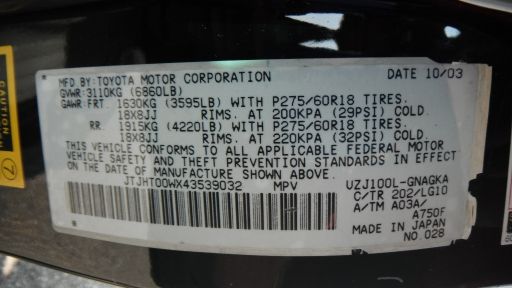 MFD BY: TOYOTA MOTOR CORPORATION DATE 10/03
GVWR: 3110KG (6860LB)
GAWR: FRT. 1630KG (3595LB) WITH P275/60R18 TIRES.
18X8JJ RIMS. AT 200KPA (29PSI) COLD.
RR. 1915KG (4220LB) WITH P275/60R18 TIRES.
18X8JJ RIMS. AT 220KPA (32PSI) COLD.
THIS VEHICLE CONFORMS TO ALL APPLICABLE FEDERAL MOTOR
VEHICLE SAFETY AND THEFT PREVENTION STANDARDS IN EFFECT
ON THE DATE OF MANUFACTURE SHOWN ABOVE.
JTJHT00WX43539032 MPV UZJ100L-GNAGKA
C/TR 202/LG10
A/TM A03A/
A750F
MADE IN JAPAN
NO. 028
CAUTION
7